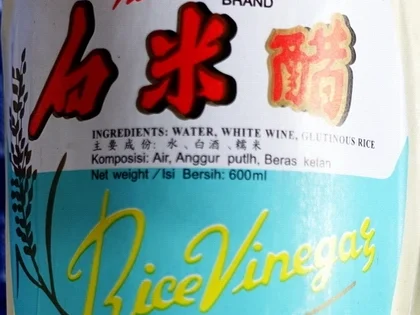 BRAND
白米醋
INGREDIENTS: WATER, WHITE WINE, GLUTINOUS RICE
主要成份: 水、白酒、糯米
Komposisi: Air, Anggur putih, Beras ketan
Net weight / Isi Bersih: 600ml
Rice Vinegar